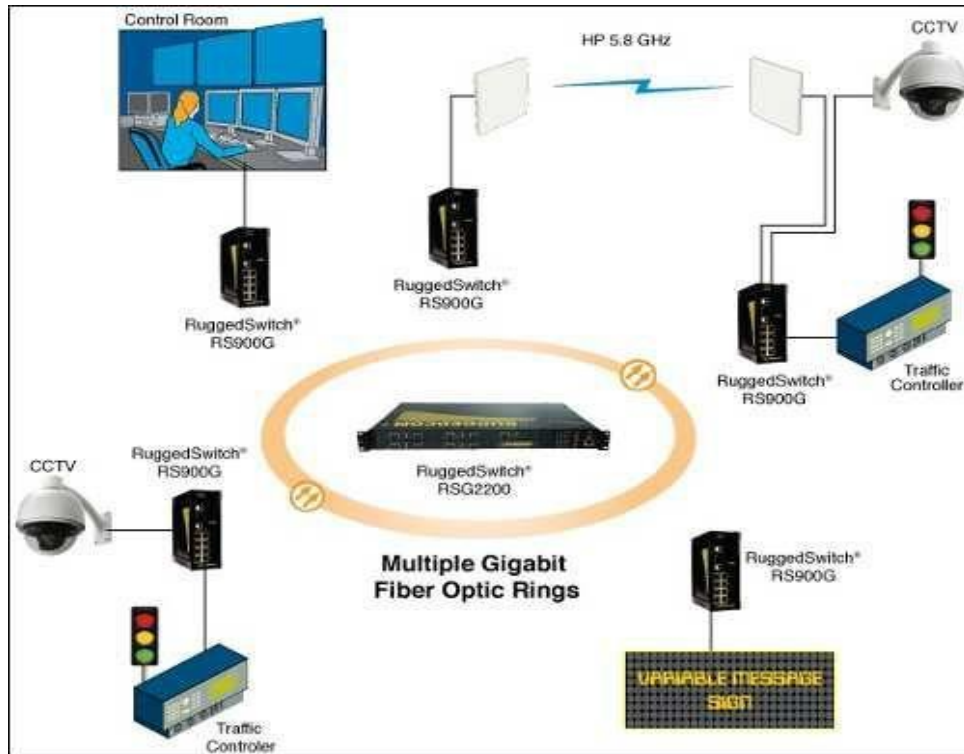 Control Room
HP 5.8 GHz
CCTV
RuggedSwitch®
RS900G
RuggedSwitch®
RS900G
RuggedSwitch®
RS900G
Traffic
Controller
RuggedSwitch®
RSG2200
CCTV
RuggedSwitch®
RS900G
Multiple Gigabit
Fiber Optic Rings
RuggedSwitch®
RS900G
VARIABLE MESSAGE
SIGN
Traffic
Controler